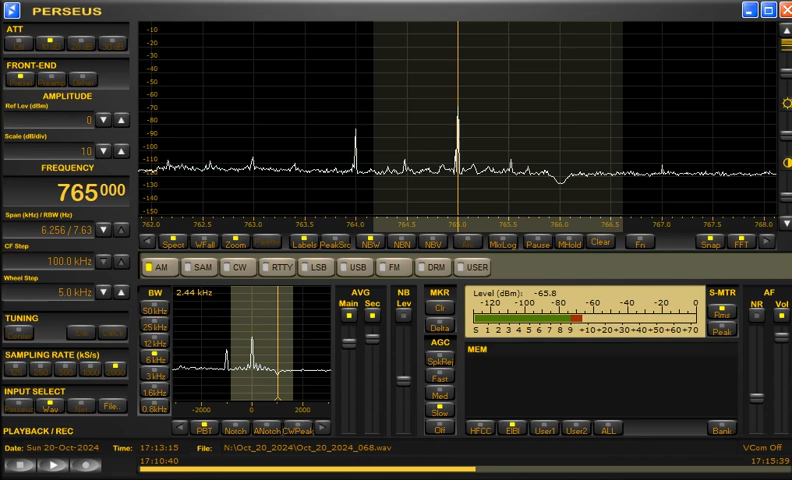 PERSEUS
ATT
FRONT-END
AMPLITUDE
Ref Lev (dBm)
0
Scale (dB/div)
10
FREQUENCY
765000
Span (kHz) / RBW (Hz)
6.256 / 7.63
CF Step
100.0 kHz
Wheel Step
5.0 kHz
TUNING
SAMPLING RATE (kS/s)
INPUT SELECT
Wav
File..
PLAYBACK / REC
-10
-20
-30
-40
-50
-60
-70
-80
-90
-100
-110
-120
-130
-140
-150
762.0 762.5 763.0 763.5 764.0 764.5 765.0 765.5 766.0 766.5 767.0 767.5 768.0
Spect WFall Zoom Labels PeakSrc NBW NBN NBV MixLog Pause MHold Clear Fn Snap FFT
AM SAM CW RTTY LSB USB FM DRM USER
BW
50kHz
25kHz
12kHz
6 kHz
3 kHz
1.6kHz
0.8kHz
2.44 kHz
-2000 0 +2000
PBT Notch ANotch CWPeak
AVG
Main Sec
NB
Lev
MKR
Clr
Delta
AGC
SpkRej
Fast
Med
Slow
Off
Level (dBm): -65.8
-120 -100 -80 -60 -40 -20 0
S 1 2 3 4 5 6 7 8 9 +10 +20 +30 +40 +50 +60 +70
S-MTR
Rms
Peak
AF
NR Vol
MEM
HFCC EIBI User1 User2 ALL Bank
Date: Sun 20-Oct-2024 Time: 17:13:15 File: N:\Oct_20_2024\Oct_20_2024_068.wav VCom Off
17:10:40 17:15:39